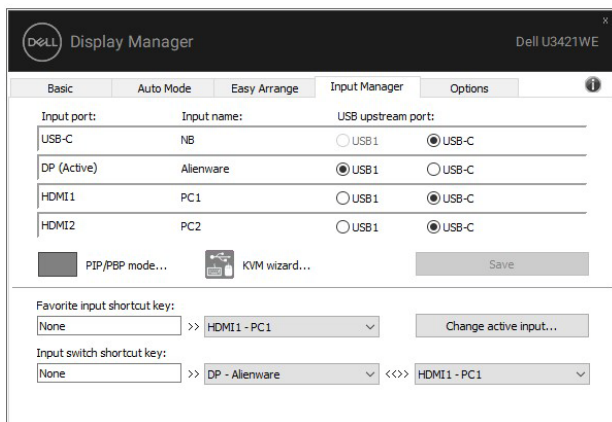 x
DELL Display Manager
Dell U3421WE
Basic Auto Mode Easy Arrange Input Manager Options i
Input port: Input name: USB upstream port:
USB-C NB USB1 USB-C
DP (Active) Alienware USB1 USB-C
HDMI1 PC1 USB1 USB-C
HDMI2 PC2 USB1 USB-C
PIP/PBP mode... KVM wizard... Save
Favorite input shortcut key:
None >> HDMI1 - PC1 Change active input...
Input switch shortcut key:
None >> DP - Alienware <<>> HDMI1 - PC1